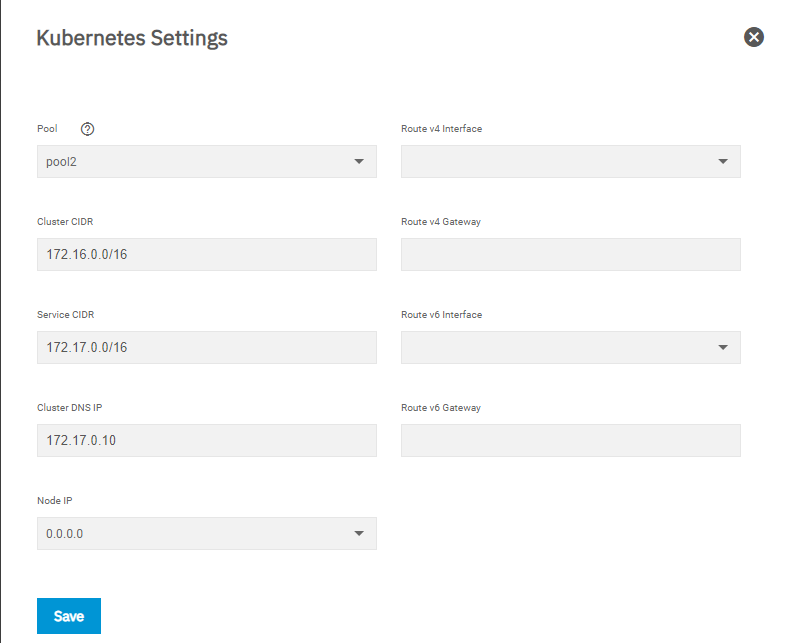 Kubernetes Settings
Pool
Route v4 Interface
pool2
Cluster CIDR
Route v4 Gateway
172.16.0.0/16
Service CIDR
Route v6 Interface
172.17.0.0/16
Cluster DNS IP
Route v6 Gateway
172.17.0.10
Node IP
0.0.0.0
Save